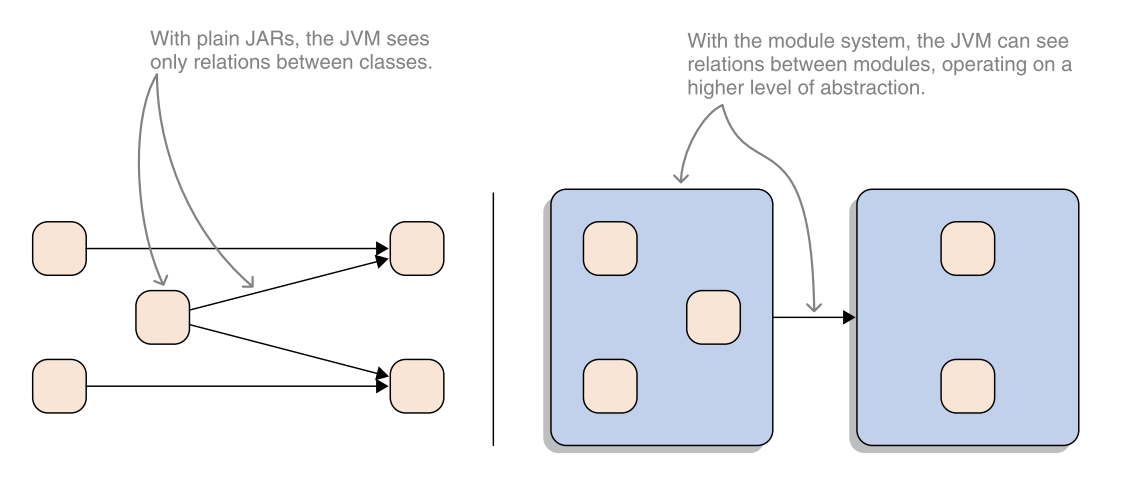 With plain JARs, the JVM sees
only relations between classes.
With the module system, the JVM can see
relations between modules, operating on a
higher level of abstraction.